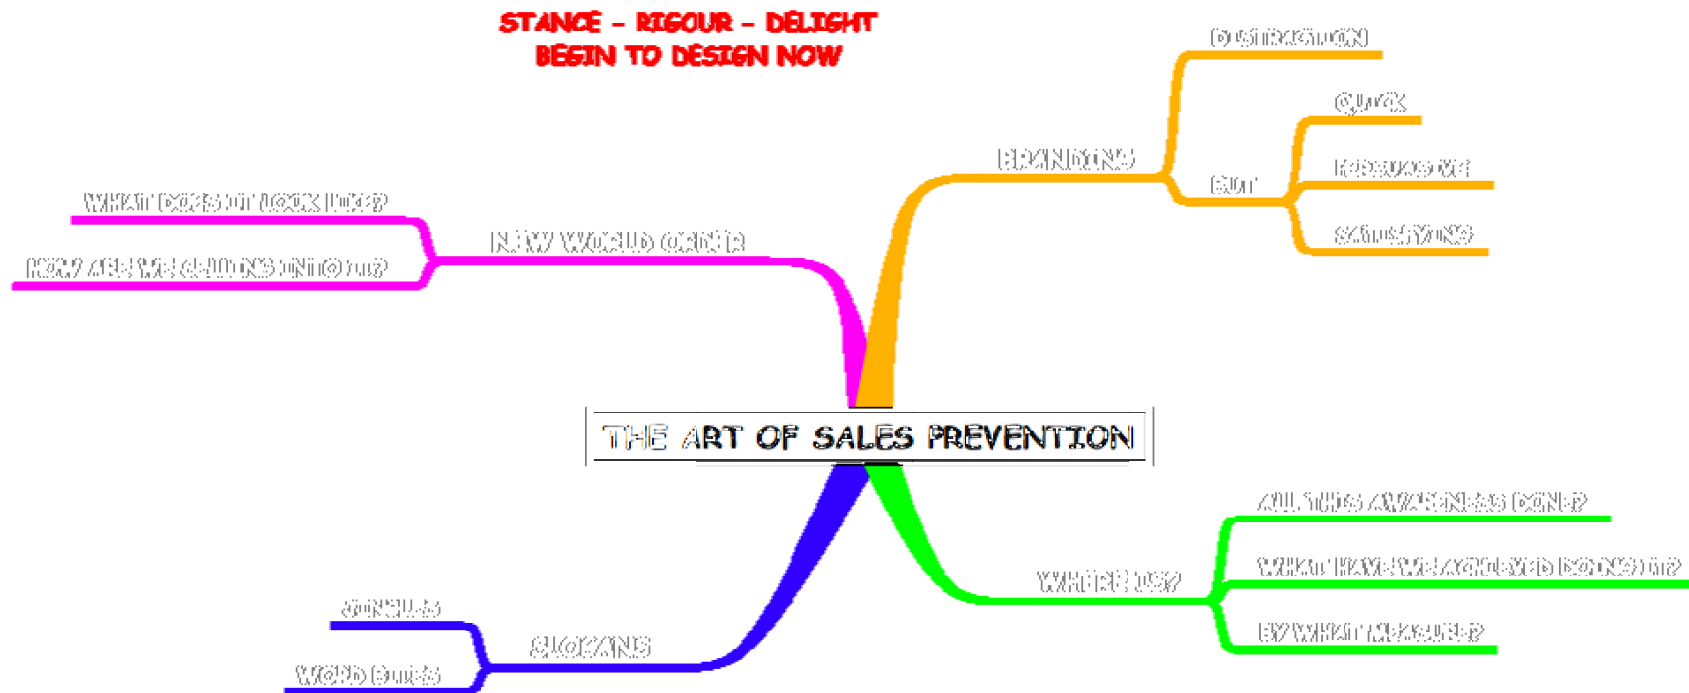 STANCE - RIGOUR - DELIGHT
BEGIN TO DESIGN NOW
DISTRACTION
QUICK
BRANDING
PERSUASIVE
BUT
WHAT DOES IT LOOK LIKE?
SATISFYING
NEW WORLD ORDER
HOW ARE WE INTO IT?
THE ART OF SALES PREVENTION
ALL THIS AWARENESS DONE?
WHAT HAVE WE ACHIEVED DOING IT?
WHERE IS?
JINGLES
BY WHAT MEASURE?
SLOGANS
WORD BITES